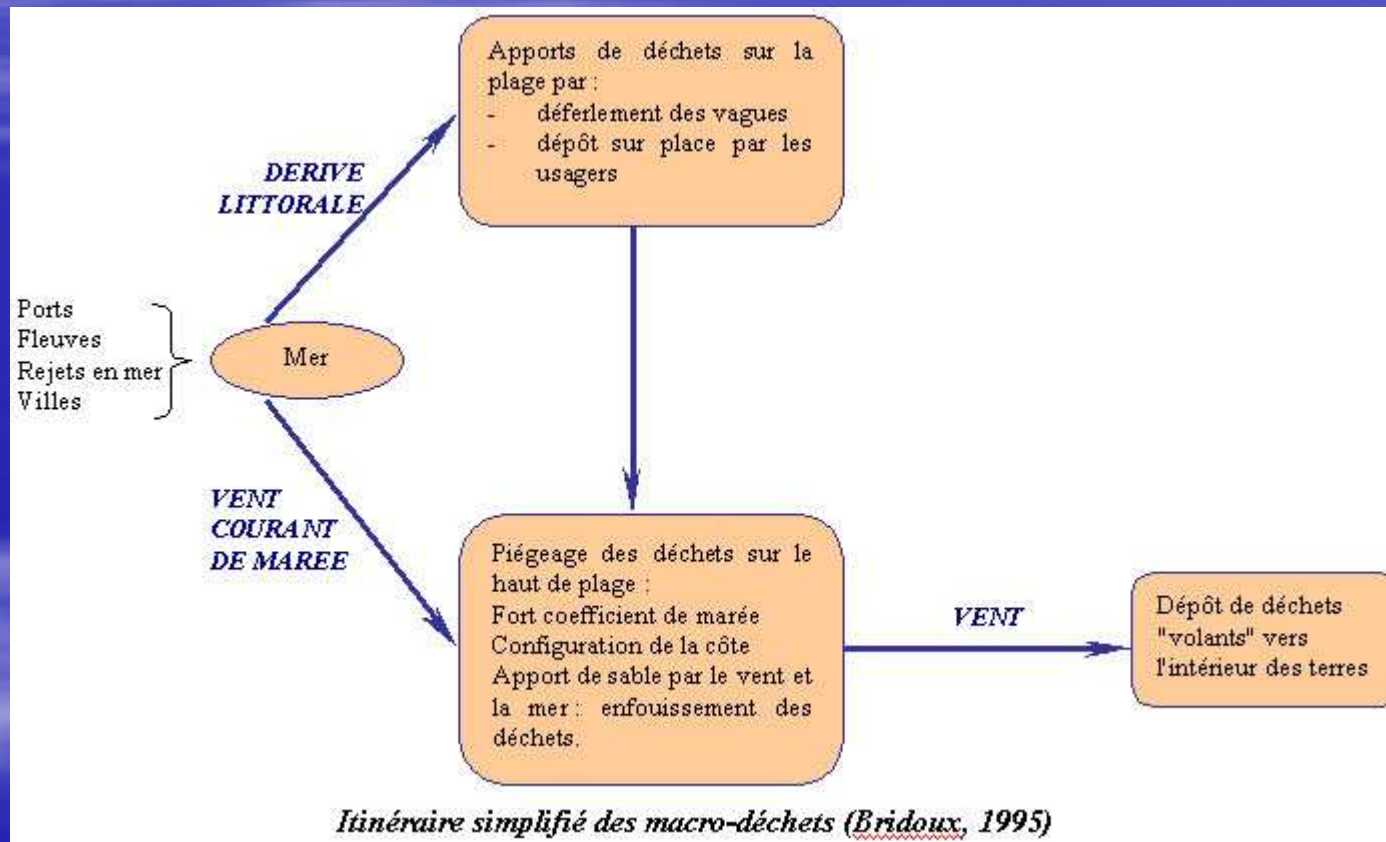 Apports de déchets sur la
plage par :
- déferlement des vagues
- dépôt sur place par les
usagers
DERIVE
LITTORALE
Ports
Fleuves
Rejets en mer
Villes
Mer
VENT
COURANT
DE MAREE
Piégeage des déchets sur le
haut de plage :
Fort coefficient de marée
Configuration de la côte
Apport de sable par le vent et
la mer : enfouissement des
déchets.
VENT
Dépôt de déchets
"volants" vers
l'intérieur des terres
Itinéraire simplifié des macro-déchets (Bridoux, 1995)